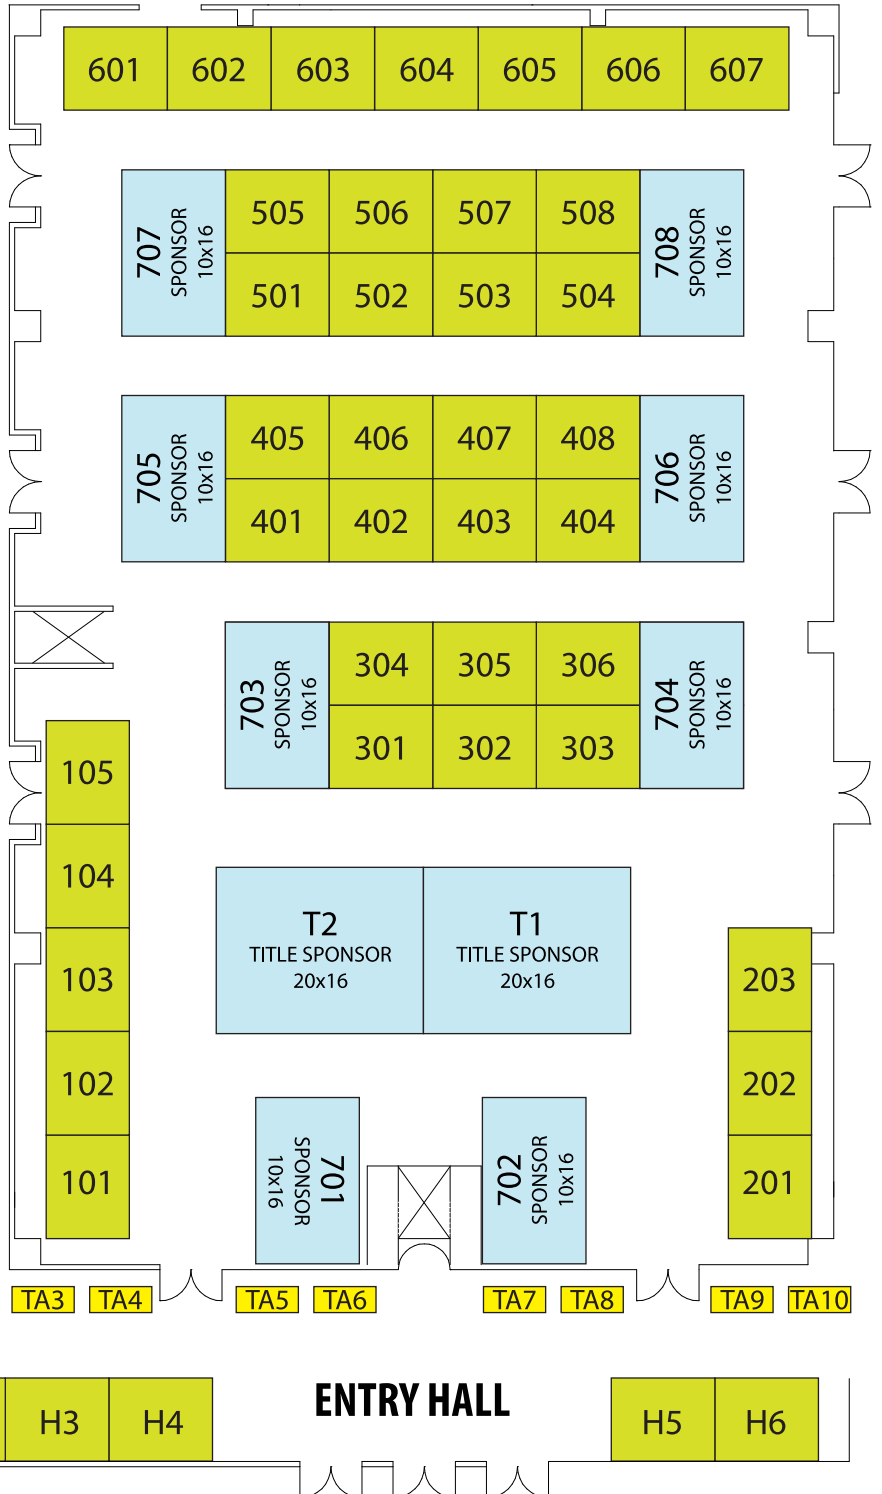 601 602 603 604 605 606 607
505 506 507 508
707
SPONSOR
10x16
708
SPONSOR
10x16
501 502 503 504
405 406 407 408
705
SPONSOR
10x16
706
SPONSOR
10x16
401 402 403 404
304 305 306
703
SPONSOR
10x16
704
SPONSOR
10x16
301 302 303
105
104
103
102
101
T2
TITLE SPONSOR
20x16
T1
TITLE SPONSOR
20x16
203
202
201
701
SPONSOR
10x16
702
SPONSOR
10x16
TA3 TA4 TA5 TA6 TA7 TA8 TA9 TA10
ENTRY HALL
H3 H4 H5 H6